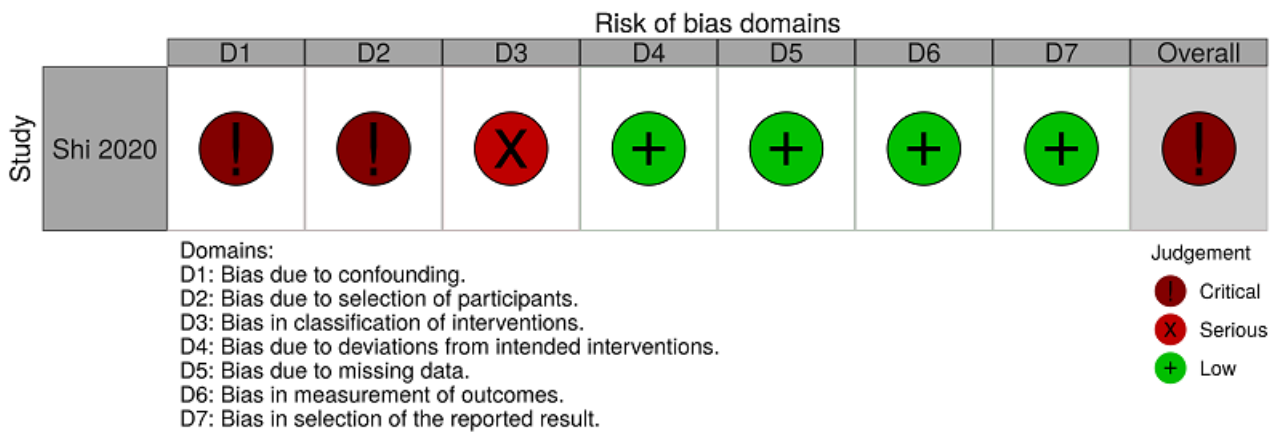 Risk of bias domains
D1 D2 D3 D4 D5 D6 D7 Overall
Study
Shi 2020 ! ! X + + + + !
Domains:
D1: Bias due to confounding.
D2: Bias due to selection of participants.
D3: Bias in classification of interventions.
D4: Bias due to deviations from intended interventions.
D5: Bias due to missing data.
D6: Bias in measurement of outcomes.
D7: Bias in selection of the reported result.
Judgement
! Critical
X Serious
+ Low